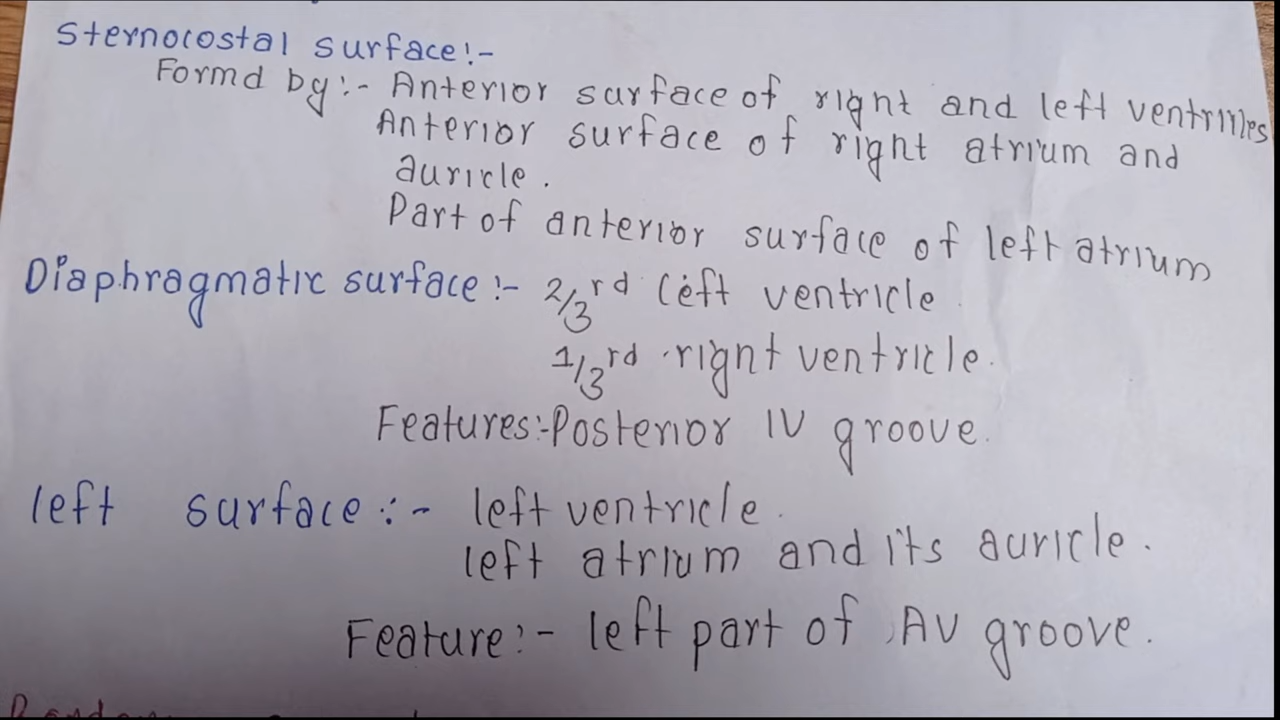 Sternocostal surface:-
Formd by:- Anterior surface of right and left ventricles
Anterior surface of right atrium and
auricle.
Part of anterior surface of left atrium
Diaphragmatic surface:- 2/3rd left ventricle.
1/3rd right ventricle.
Features:- Posterior IV groove.
left surface:- left ventricle.
left atrium and its auricle.
Feature:- left part of AV groove.